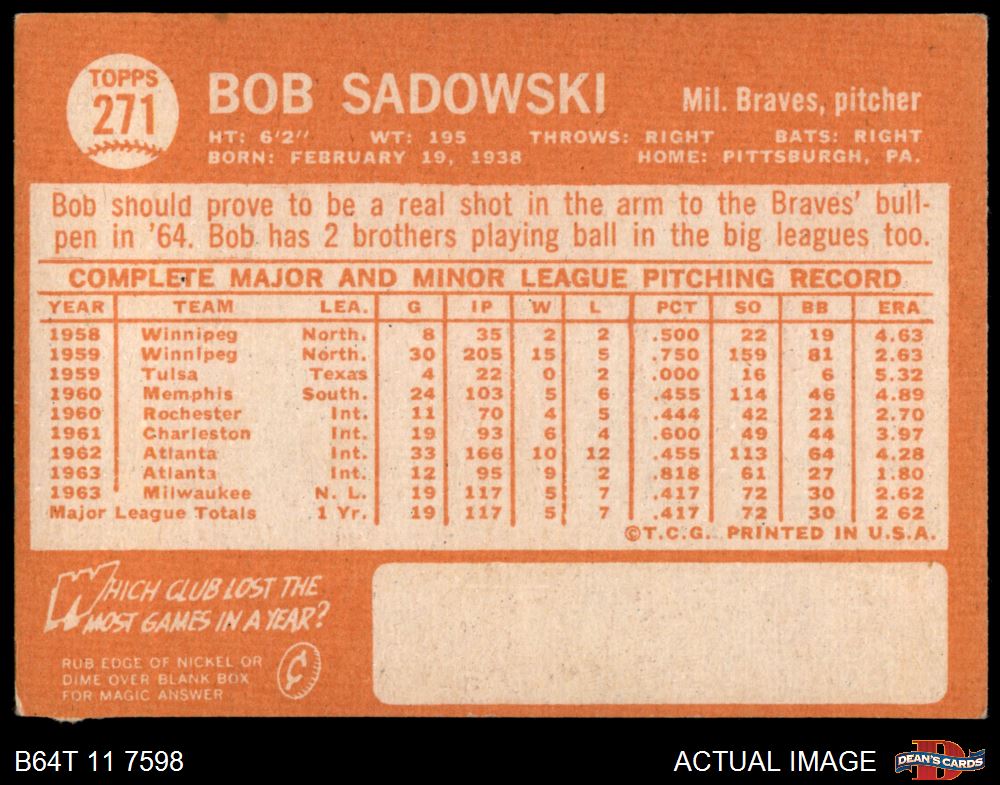 TOPPS
271
BOB SADOWSKI
Mil. Braves, pitcher
HT: 6'2" WT: 195 THROWS: RIGHT BATS: RIGHT
BORN: FEBRUARY 19, 1938 HOME: PITTSBURGH, PA.
Bob should prove to be a real shot in the arm to the Braves' bull-
pen in '64. Bob has 2 brothers playing ball in the big leagues too.
COMPLETE MAJOR AND MINOR LEAGUE PITCHING RECORD
YEAR TEAM LEA. G IP W L PCT SO BB ERA
1958 Winnipeg North. 8 35 2 2 .500 22 19 4.63
1959 Winnipeg North. 30 205 15 5 .750 159 81 2.63
1959 Tulsa Texas 4 22 0 2 .000 16 6 5.32
1960 Memphis South. 24 103 5 6 .455 114 46 4.89
1960 Rochester Int. 11 70 4 5 .444 42 21 2.70
1961 Charleston Int. 19 93 6 4 .600 49 44 3.97
1962 Atlanta Int. 33 166 10 12 .455 113 64 4.28
1963 Atlanta Int. 12 95 9 2 .818 61 27 1.80
1963 Milwaukee N. L. 19 117 5 7 .417 72 30 2.62
Major League Totals 1 Yr. 19 117 5 7 .417 72 30 2 62
©T.C.G. PRINTED IN U.S.A.
WHICH CLUB LOST THE
MOST GAMES IN A YEAR?
RUB EDGE OF NICKEL OR
DIME OVER BLANK BOX
FOR MAGIC ANSWER
¢
B64T 11 7598
ACTUAL IMAGE
D
DEAN'S CARDS